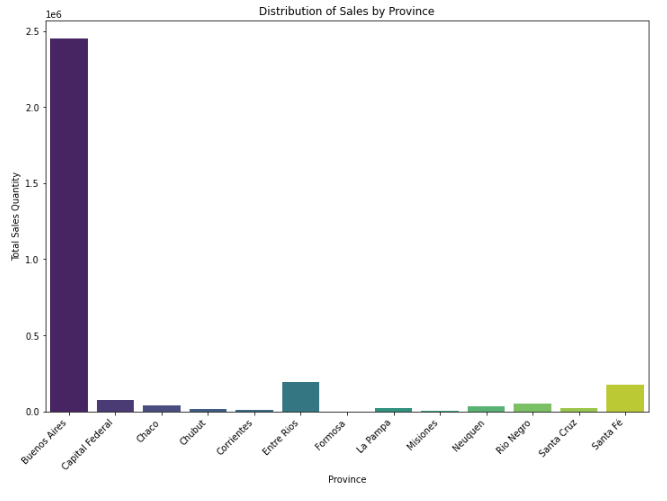 Distribution of Sales by Province
1e6
2.5
2.0
1.5
1.0
0.5
0.0
Total Sales Quantity
Buenos Aires
Capital Federal
Chaco
Chubut
Corrientes
Entre Rios
Formosa
La Pampa
Misiones
Neuquen
Rio Negro
Santa Cruz
Santa Fé
Province